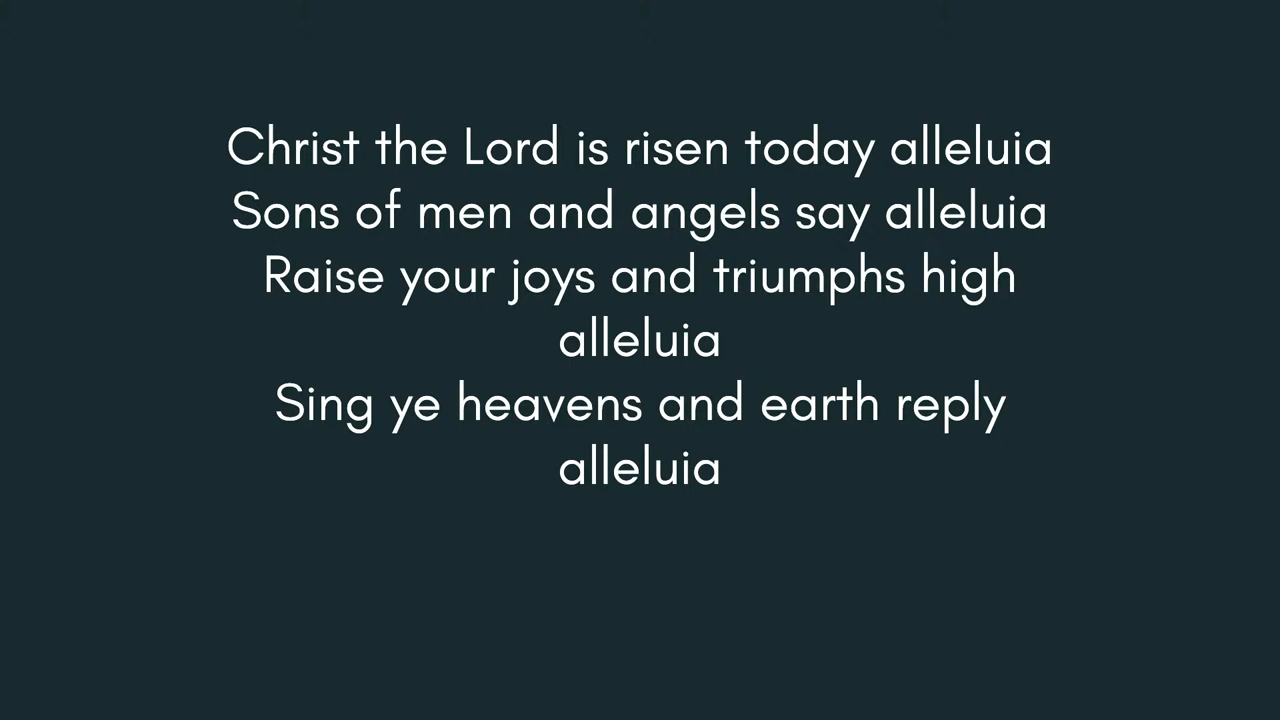 Christ the Lord is risen today alleluia
Sons of men and angels say alleluia
Raise your joys and triumphs high
alleluia
Sing ye heavens and earth reply
alleluia